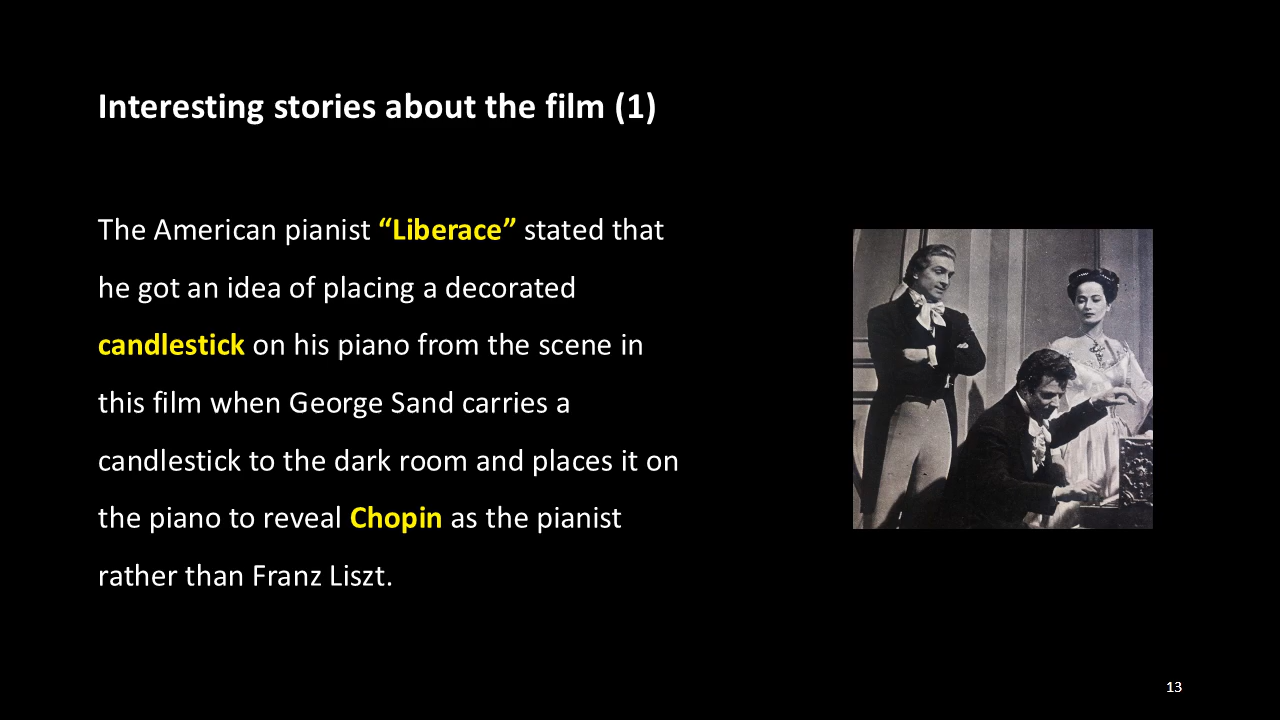 Interesting stories about the film (1)
The American pianist “Liberace” stated that
he got an idea of placing a decorated
candlestick on his piano from the scene in
this film when George Sand carries a
candlestick to the dark room and places it on
the piano to reveal Chopin as the pianist
rather than Franz Liszt.
13